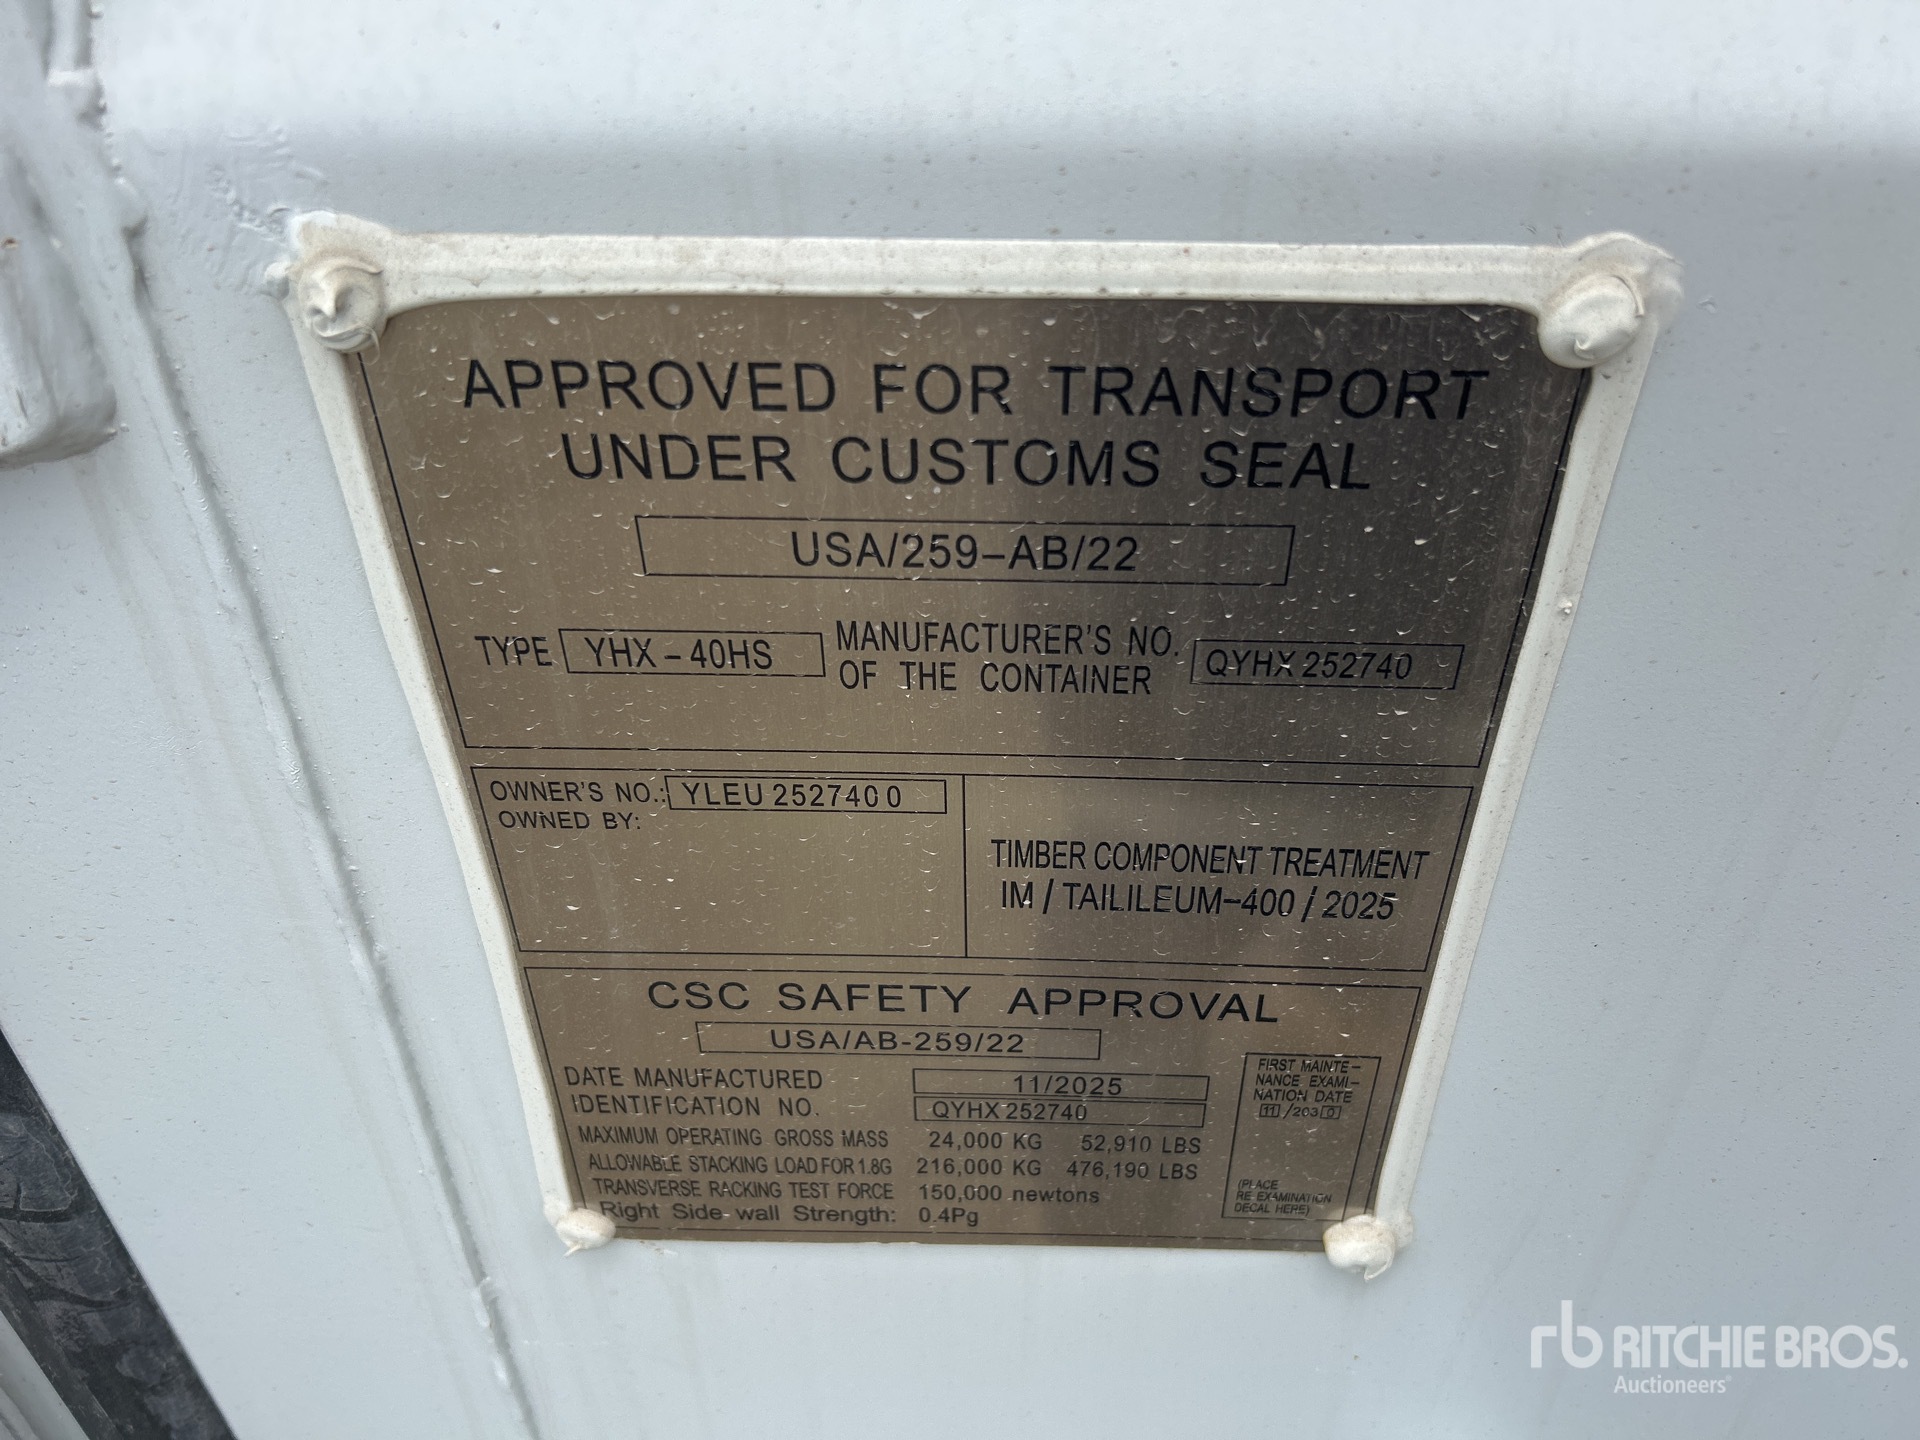 APPROVED FOR TRANSPORT
UNDER CUSTOMS SEAL
USA/259-AB/22
TYPE YHX-40HS MANUFACTURER'S NO. OF THE CONTAINER QYHX 252740
OWNER'S NO.: YLEU 252740 0
OWNED BY:
TIMBER COMPONENT TREATMENT
IM / TAILILEUM-400 / 2025
CSC SAFETY APPROVAL
USA/AB-259/22
DATE MANUFACTURED 11/2025
IDENTIFICATION NO. QYHX 252740
MAXIMUM OPERATING GROSS MASS 24,000 KG 52,910 LBS
ALLOWABLE STACKING LOAD FOR 1.8G 216,000 KG 476,190 LBS
TRANSVERSE RACKING TEST FORCE 150,000 newtons
Right Side wall Strength: 0.4Pg
FIRST MAINTE-
NANCE EXAMI-
NATION DATE
11/2030
(PLACE
RE EXAMINATION
DECAL HERE)
rb RITCHIE BROS.
Auctioneers